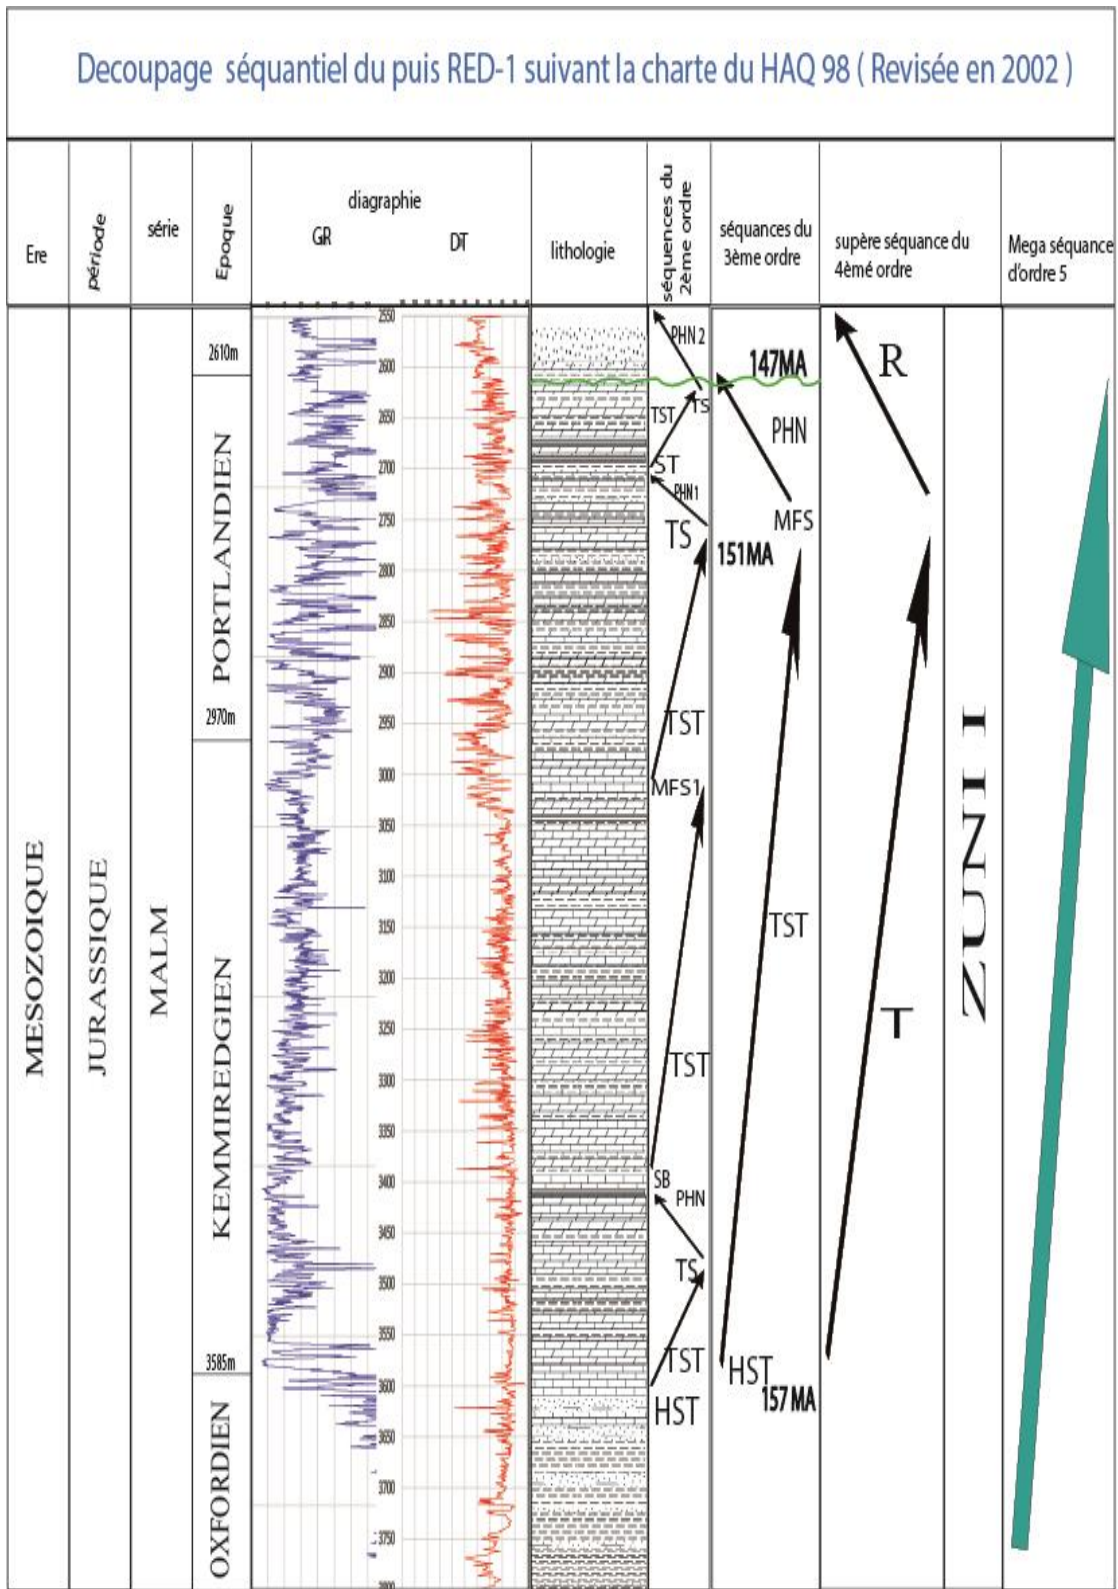 Decoupage séquantiel du puis RED-1 suivant la charte du HAQ 98 ( Revisée en 2002 )
Ere
période
série
Epoque
diagraphie
GR
DT
lithologie
séquences du
2ème ordre
séquances du
3ème ordre
supère séquance du
4èmé ordre
Mega séquance
d'ordre 5
MESOZOIQUE
JURASSIQUE
MALM
2610m
PORTLANDIEN
2970m
KEMMIREDGIEN
3585m
OXFORDIEN
2550
2600
2650
2700
2750
2800
2850
2900
2950
3000
3050
3100
3150
3200
3250
3300
3350
3400
3450
3500
3550
3600
3650
3700
3750
PHN 2
TS
TST
ST
PHN1
TS
TST
MFS1
TST
SB
PHN
TS
TST
HST
147MA
PHN
MFS
151MA
TST
HST
157 MA
R
T
ZUNI I